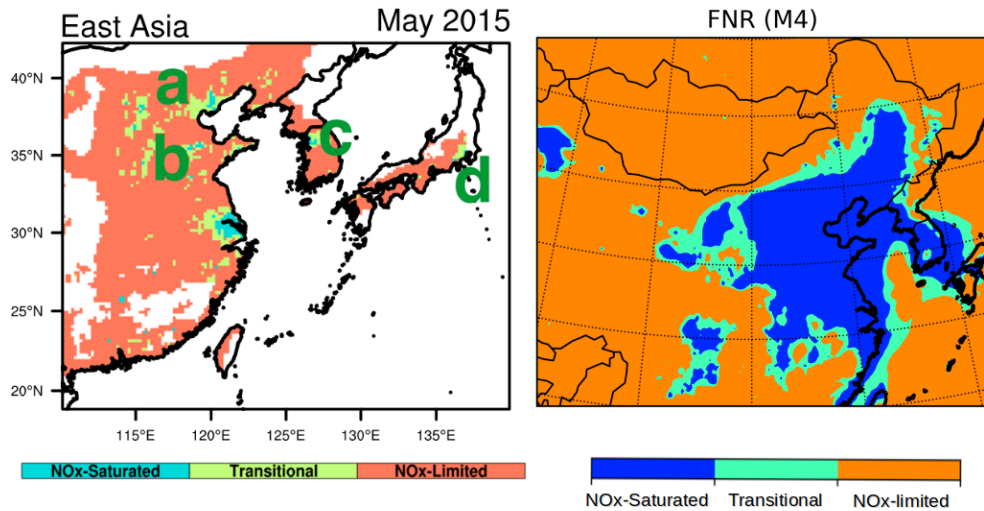 East Asia May 2015
40°N
35°N
30°N
25°N
20°N
a
b
c
d
115°E 120°E 125°E 130°E 135°E
NOx-Saturated Transitional NOx-Limited
FNR (M4)
NOx-Saturated Transitional NOx-limited